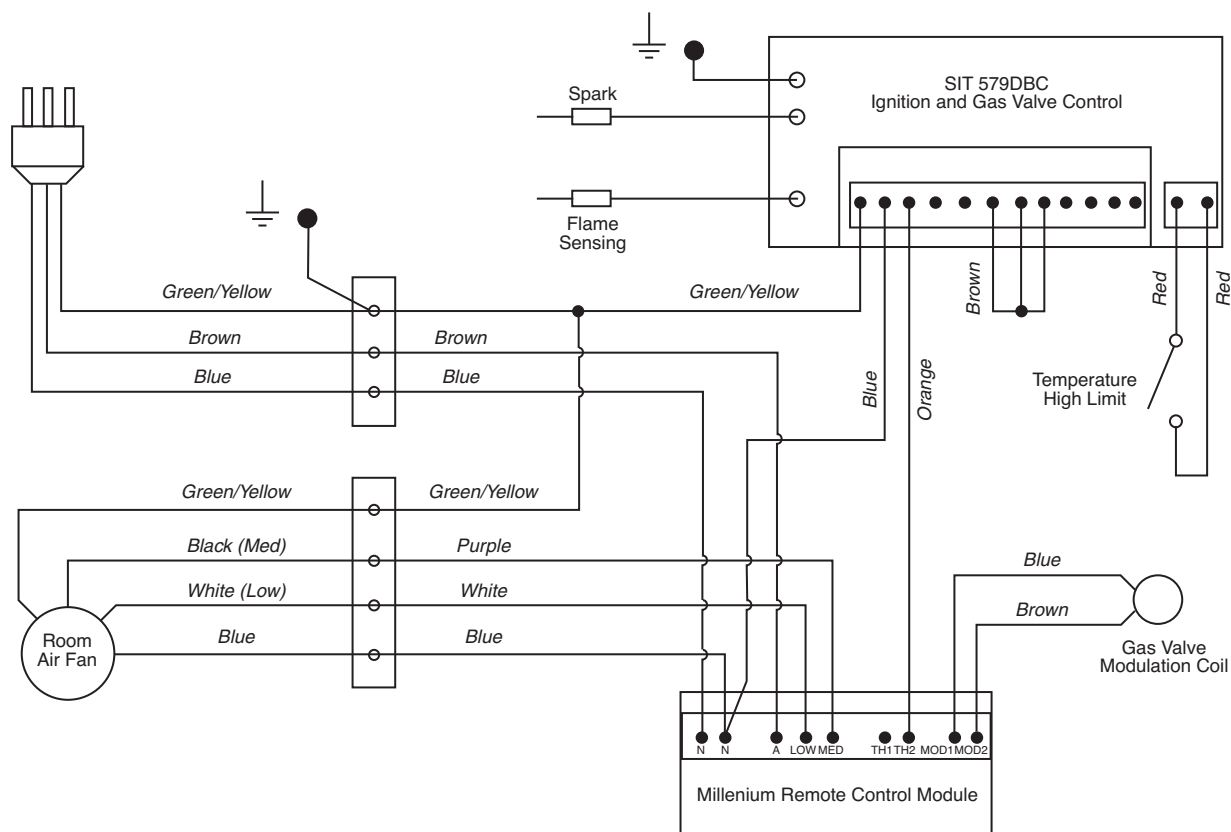 SIT 579DBC
Ignition and Gas Valve Control
Spark
Flame
Sensing
Green/Yellow
Green/Yellow
Brown
Red
Red
Brown
Brown
Blue
Blue
Blue
Orange
Temperature
High Limit
Green/Yellow
Green/Yellow
Black (Med)
Purple
White (Low)
White
Blue
Blue
Room
Air Fan
Blue
Brown
Gas Valve
Modulation Coil
N N A LOW MED TH1 TH2 MOD1 MOD2
Millenium Remote Control Module